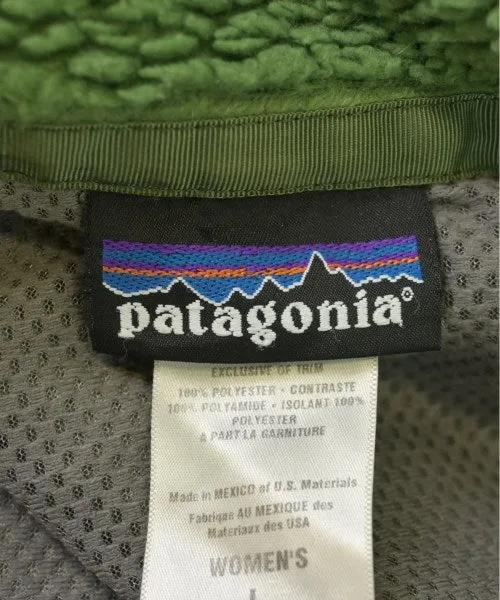 patagonia®
EXCLUSIVE OF TRIM
100% POLYESTER · CONTRASTE
100% POLYAMIDE · ISOLANT 100%
POLYESTER
A PART LA GARNITURE
Made in MEXICO of U.S. Materials
Fabriqué AU MEXIQUE des
Materiaux des USA
WOMEN'S
L